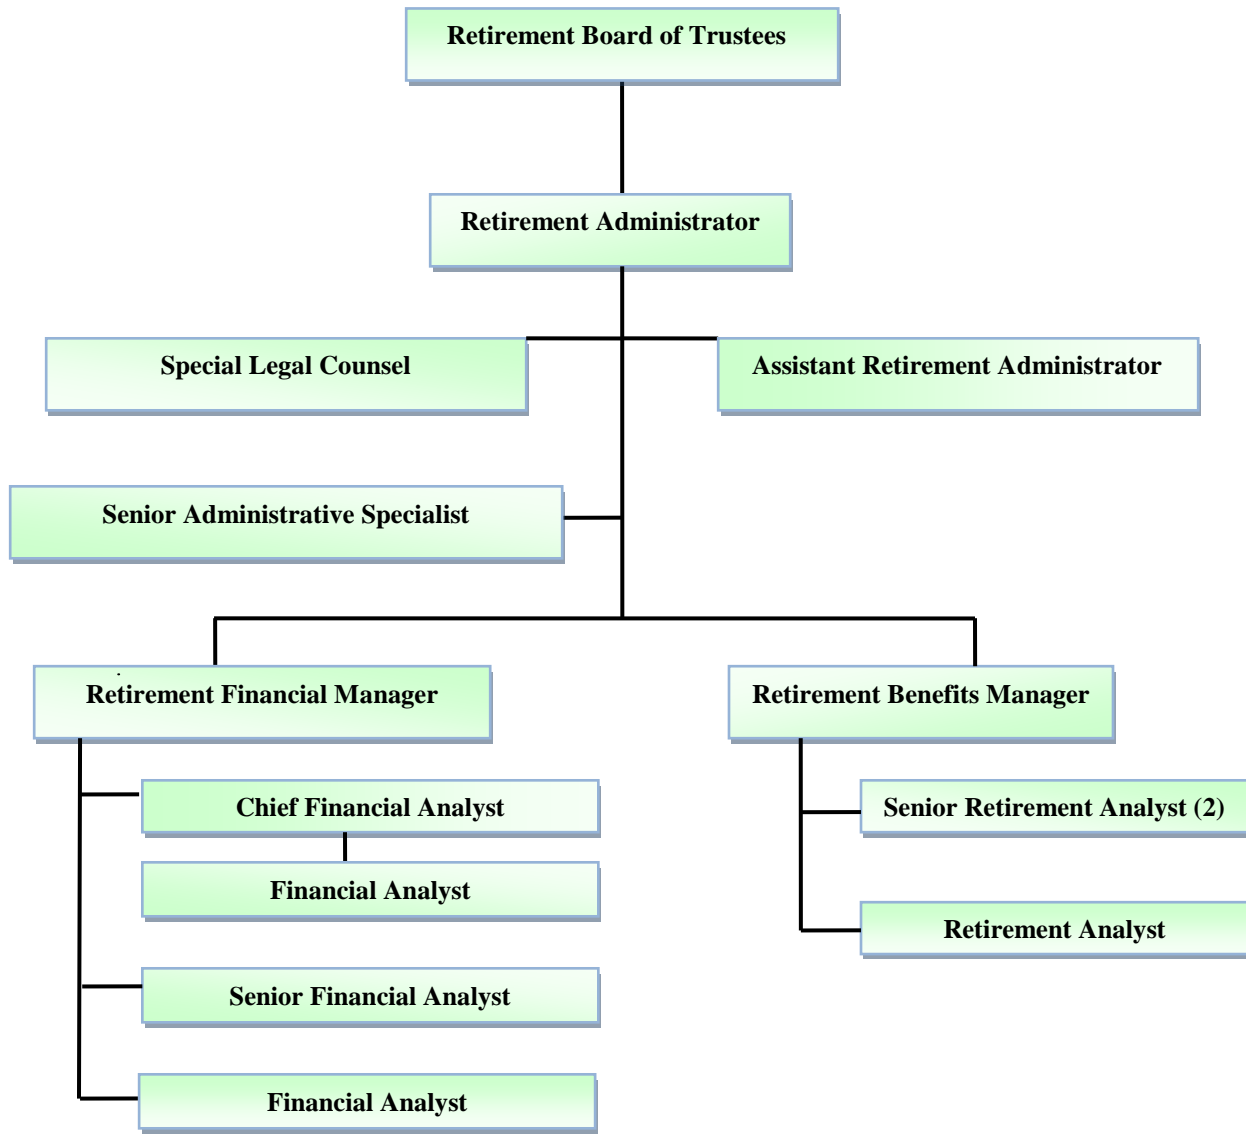 Retirement Board of Trustees
Retirement Administrator
Special Legal Counsel
Assistant Retirement Administrator
Senior Administrative Specialist
Retirement Financial Manager
Retirement Benefits Manager
Chief Financial Analyst
Senior Retirement Analyst (2)
Financial Analyst
Retirement Analyst
Senior Financial Analyst
Financial Analyst